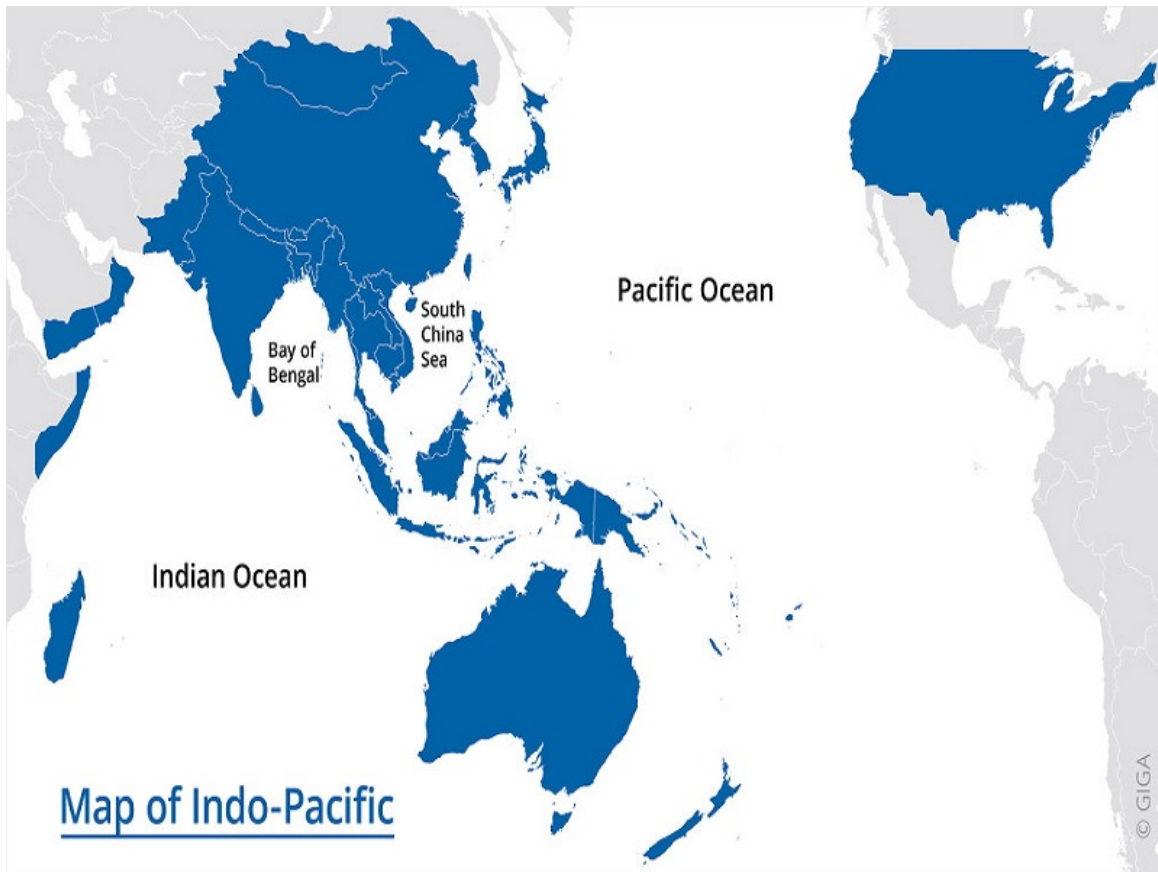 Pacific Ocean
South
China
Sea
Bay of
Bengal
Indian Ocean
Map of Indo-Pacific
© GIGA